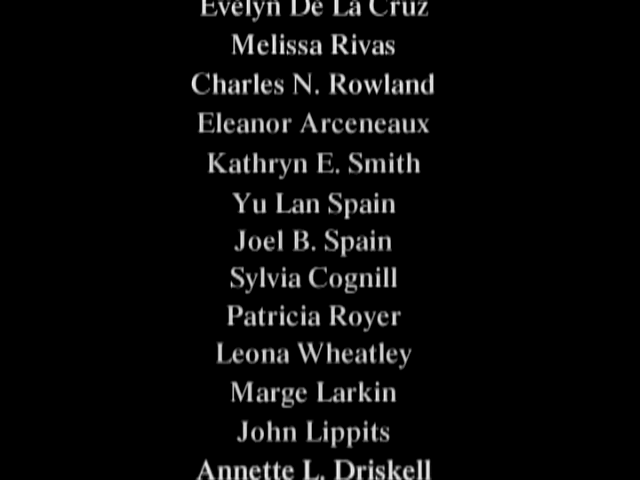 Evelyn De La Cruz
Melissa Rivas
Charles N. Rowland
Eleanor Arceneaux
Kathryn E. Smith
Yu Lan Spain
Joel B. Spain
Sylvia Cognill
Patricia Royer
Leona Wheatley
Marge Larkin
John Lippits
Annette L. Driskell